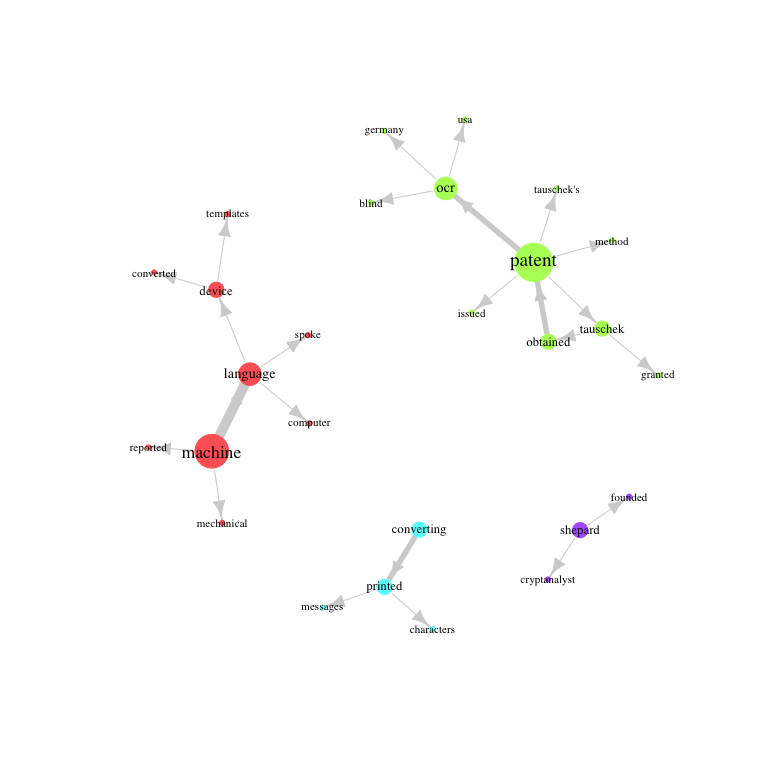 usa
germany
ocr
tauschek's
blind
templates
method
patent
converted
device
issued
tauschek
spoke
obtained
language
granted
computer
reported
machine
founded
mechanical
converting
shepard
cryptanalyst
printed
messages
characters